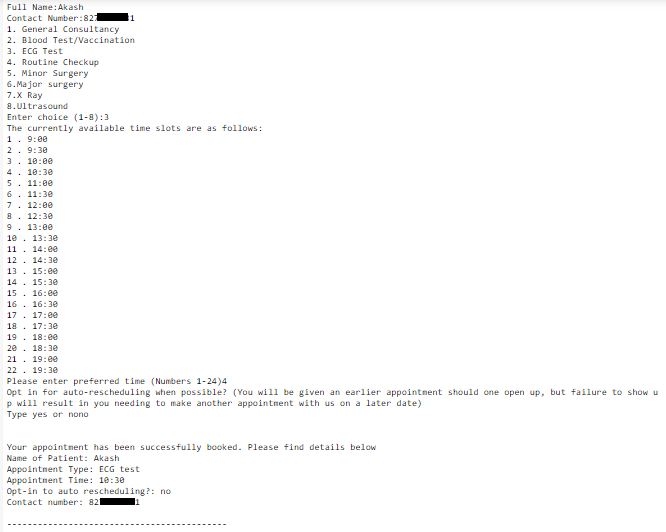 Full Name:Akash
Contact Number:82 1
1. General Consultancy
2. Blood Test/Vaccination
3. ECG Test
4. Routine Checkup
5. Minor Surgery
6.Major surgery
7.X Ray
8.Ultrasound
Enter choice (1-8):3
The currently available time slots are as follows:
1 . 9:00
2 . 9:30
3 . 10:00
4 . 10:30
5 . 11:00
6 . 11:30
7 . 12:00
8 . 12:30
9 . 13:00
10 . 13:30
11 . 14:00
12 . 14:30
13 . 15:00
14 . 15:30
15 . 16:00
16 . 16:30
17 . 17:00
18 . 17:30
19 . 18:00
20 . 18:30
21 . 19:00
22 . 19:30
Please enter preferred time (Numbers 1-24)4
Opt in for auto-rescheduling when possible? (You will be given an earlier appointment should one open up, but failure to show u
p will result in you needing to make another appointment with us on a later date)
Type yes or nono
Your appointment has been successfully booked. Please find details below
Name of Patient: Akash
Appointment Type: ECG test
Appointment Time: 10:30
Opt-in to auto rescheduling?: no
Contact number: 82 1
-----------------------------------------